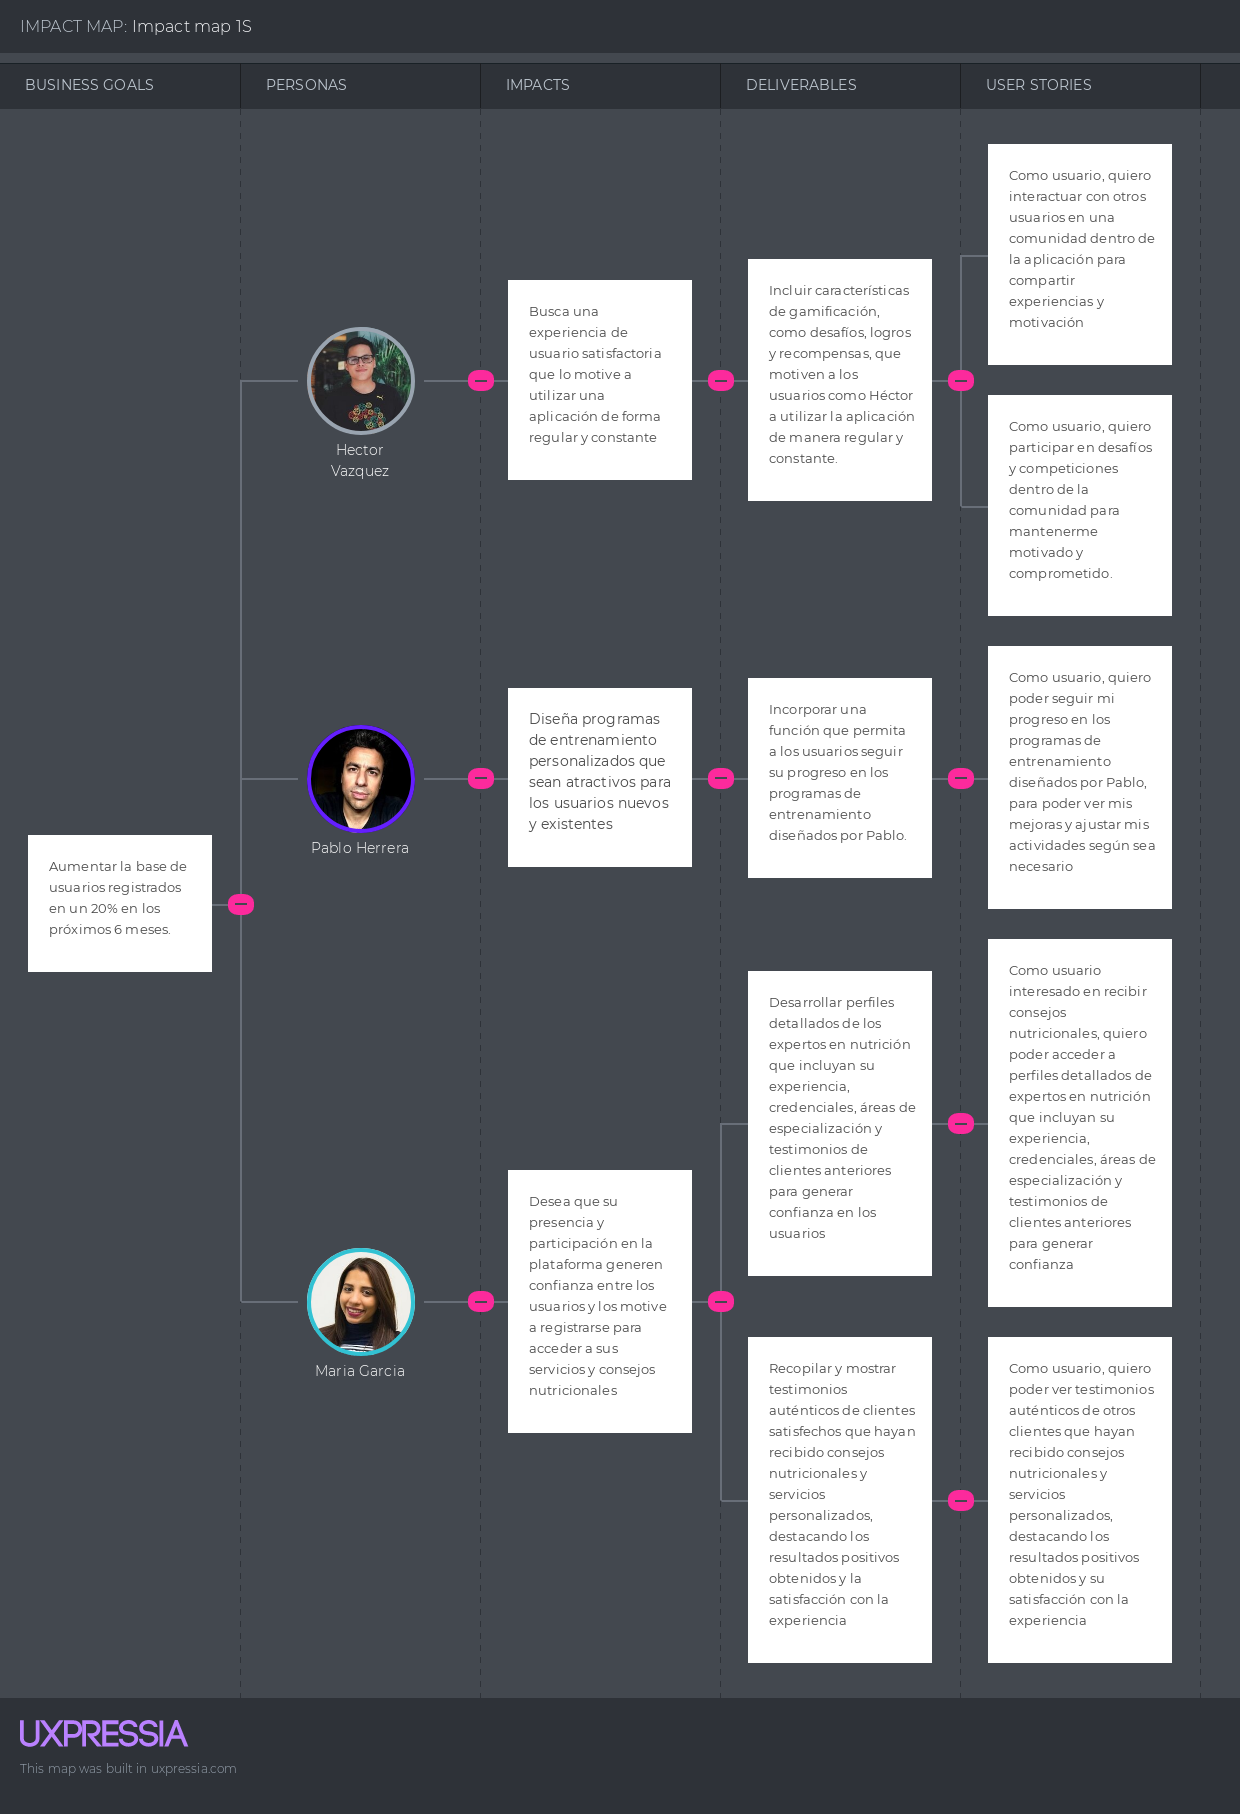 IMPACT MAP: Impact map 1S
BUSINESS GOALS
PERSONAS
IMPACTS
DELIVERABLES
USER STORIES
Aumentar la base de
usuarios registrados
en un 20% en los
próximos 6 meses.
Hector
Vazquez
Busca una
experiencia de
usuario satisfactoria
que lo motive a
utilizar una
aplicación de forma
regular y constante
Incluir características
de gamificación,
como desafíos, logros
y recompensas, que
motiven a los
usuarios como Héctor
a utilizar la aplicación
de manera regular y
constante.
Como usuario, quiero
interactuar con otros
usuarios en una
comunidad dentro de
la aplicación para
compartir
experiencias y
motivación
Como usuario, quiero
participar en desafíos
y competiciones
dentro de la
comunidad para
mantenerme
motivado y
comprometido.
Pablo Herrera
Diseña programas
de entrenamiento
personalizados que
sean atractivos para
los usuarios nuevos
y existentes
Incorporar una
función que permita
a los usuarios seguir
su progreso en los
programas de
entrenamiento
diseñados por Pablo.
Como usuario, quiero
poder seguir mi
progreso en los
programas de
entrenamiento
diseñados por Pablo,
para poder ver mis
mejoras y ajustar mis
actividades según sea
necesario
Maria Garcia
Desea que su
presencia y
participación en la
plataforma generen
confianza entre los
usuarios y los motive
a registrarse para
acceder a sus
servicios y consejos
nutricionales
Desarrollar perfiles
detallados de los
expertos en nutrición
que incluyan su
experiencia,
credenciales, áreas de
especialización y
testimonios de
clientes anteriores
para generar
confianza en los
usuarios
Como usuario
interesado en recibir
consejos
nutricionales, quiero
poder acceder a
perfiles detallados de
expertos en nutrición
que incluyan su
experiencia,
credenciales, áreas de
especialización y
testimonios de
clientes anteriores
para generar
confianza
Recopilar y mostrar
testimonios
auténticos de clientes
satisfechos que hayan
recibido consejos
nutricionales y
servicios
personalizados,
destacando los
resultados positivos
obtenidos y la
satisfacción con la
experiencia
Como usuario, quiero
poder ver testimonios
auténticos de otros
clientes que hayan
recibido consejos
nutricionales y
servicios
personalizados,
destacando los
resultados positivos
obtenidos y su
satisfacción con la
experiencia
UXPRESSIA
This map was built in uxpressia.com